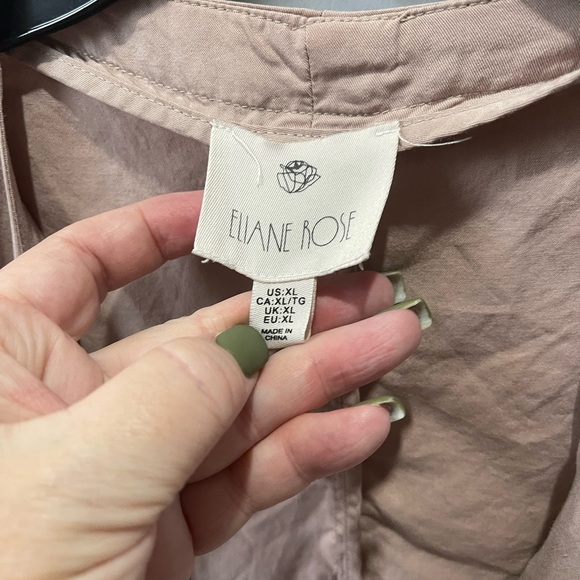 ELIANE ROSE
US:XL
CA:XL/TG
UK:XL
EU:XL
MADE IN
CHINA